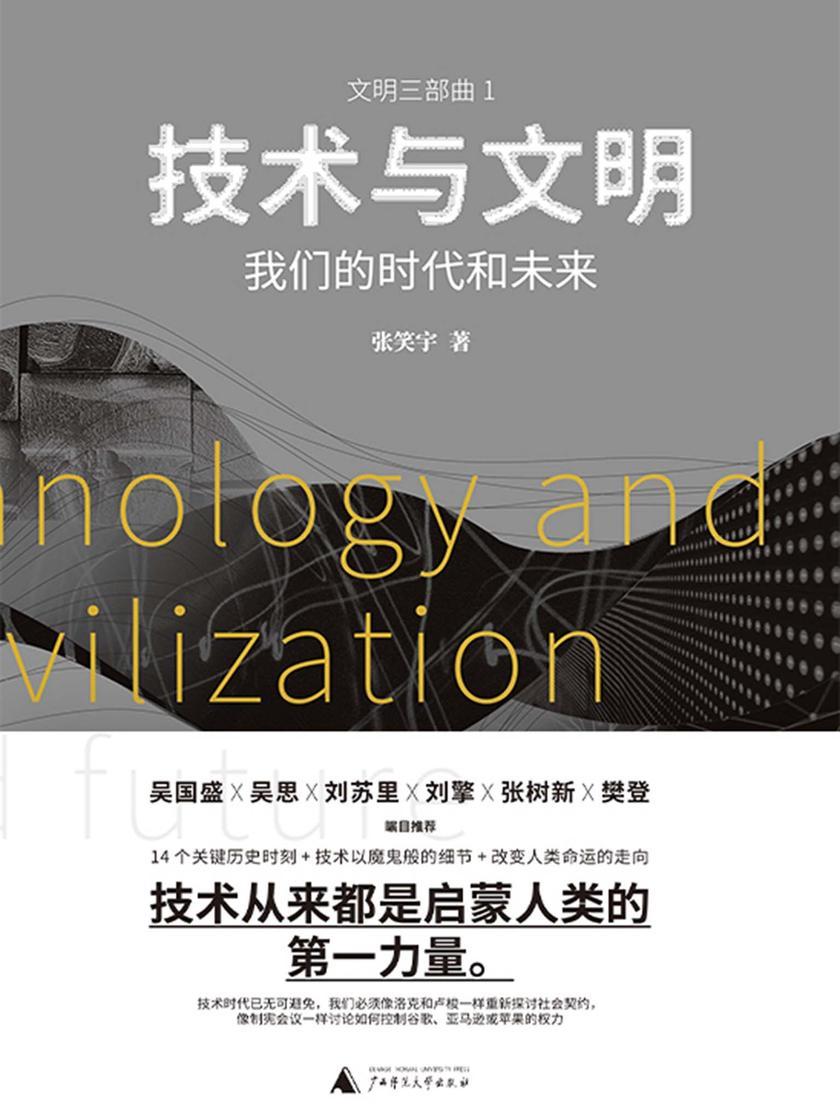 文明三部曲 1
技术与文明
我们的时代和未来
张笑宇 著
nology and
vilization
d future
吴国盛 X 吴思 X 刘苏里 X 刘擎 X 张树新 X 樊登
瞩目推荐
14 个关键历史时刻 + 技术以魔鬼般的细节 + 改变人类命运的走向
技术从来都是启蒙人类的
第一力量。
技术时代已无可避免，我们必须像洛克和卢梭一样重新探讨社会契约，
像制宪会议一样讨论如何控制谷歌、亚马逊或苹果的权力
GUANGXI NORMAL UNIVERSITY PRESS
广西师范大学出版社